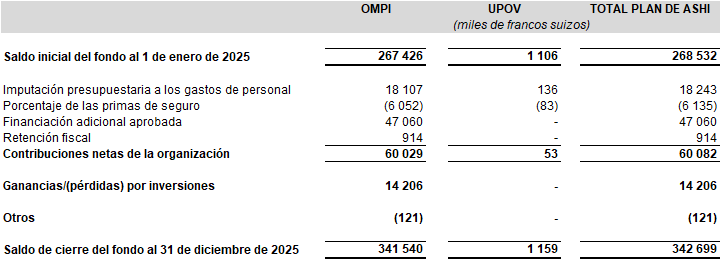 OMPI UPOV TOTAL PLAN DE ASHI
(miles de francos suizos)
Saldo inicial del fondo al 1 de enero de 2025 267 426 1 106 268 532
Imputación presupuestaria a los gastos de personal 18 107 136 18 243
Porcentaje de las primas de seguro (6 052) (83) (6 135)
Financiación adicional aprobada 47 060 - 47 060
Retención fiscal 914 - 914
Contribuciones netas de la organización 60 029 53 60 082
Ganancias/(pérdidas) por inversiones 14 206 - 14 206
Otros (121) - (121)
Saldo de cierre del fondo al 31 de diciembre de 2025 341 540 1 159 342 699